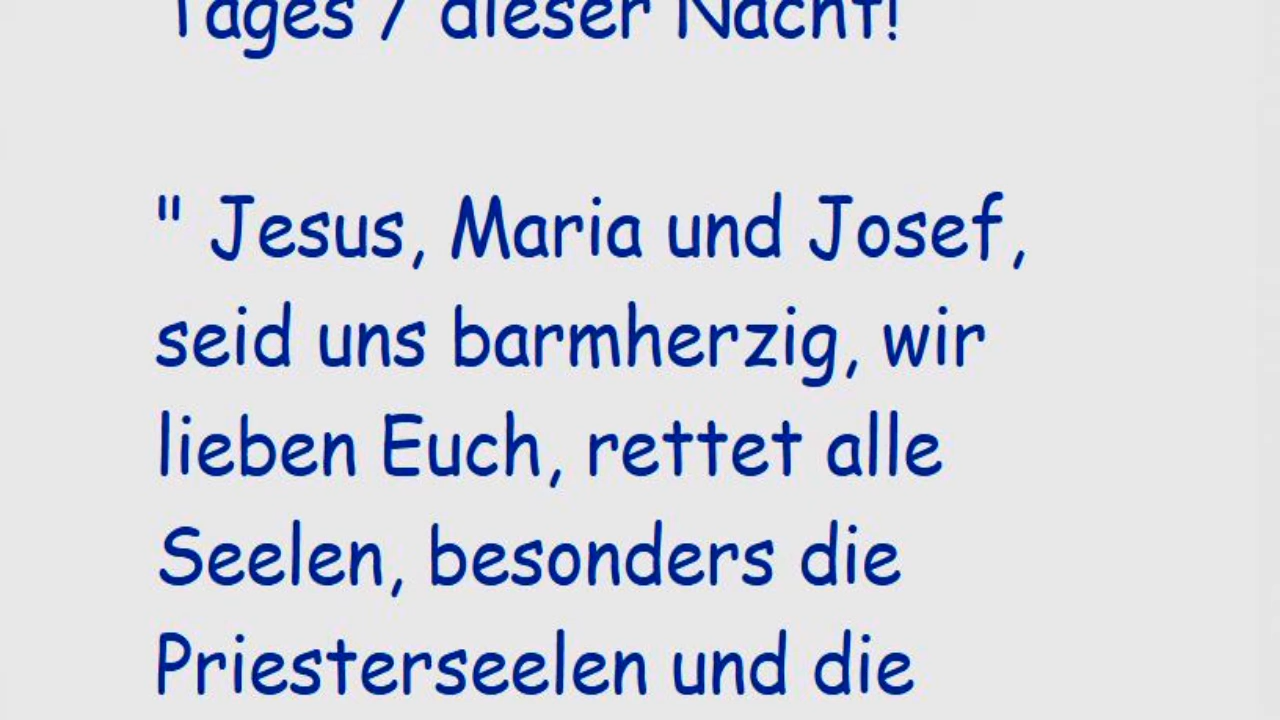 Tages / dieser Nacht!
" Jesus, Maria und Josef,
seid uns barmherzig, wir
lieben Euch, rettet alle
Seelen, besonders die
Priesterseelen und die